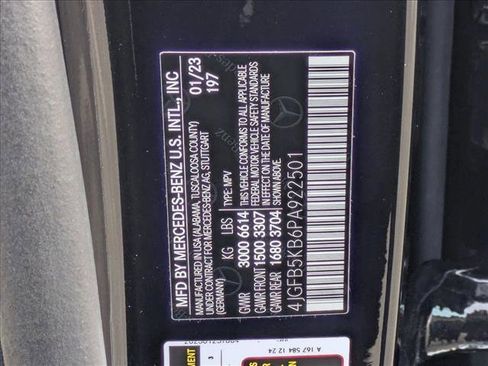 MFD BY MERCEDES-BENZ U.S. INTL., INC
MANUFACTURED IN USA (ALABAMA, TUSCALOOSA COUNTY)
UNDER CONTRACT FOR MERCEDES-BENZ AG, STUTTGART
01/23
197
TYPE: MPV
KG LBS
GVWR 3000 6614
GAWR FRONT 1500 3307
GAWR REAR 1680 3704
THIS VEHICLE CONFORMS TO ALL APPLICABLE
FEDERAL MOTOR VEHICLE SAFETY STANDARDS
IN EFFECT ON THE DATE OF MANUFACTURE SHOWN ABOVE
4JGFB5KB6PA922501
A 167 584 12 24